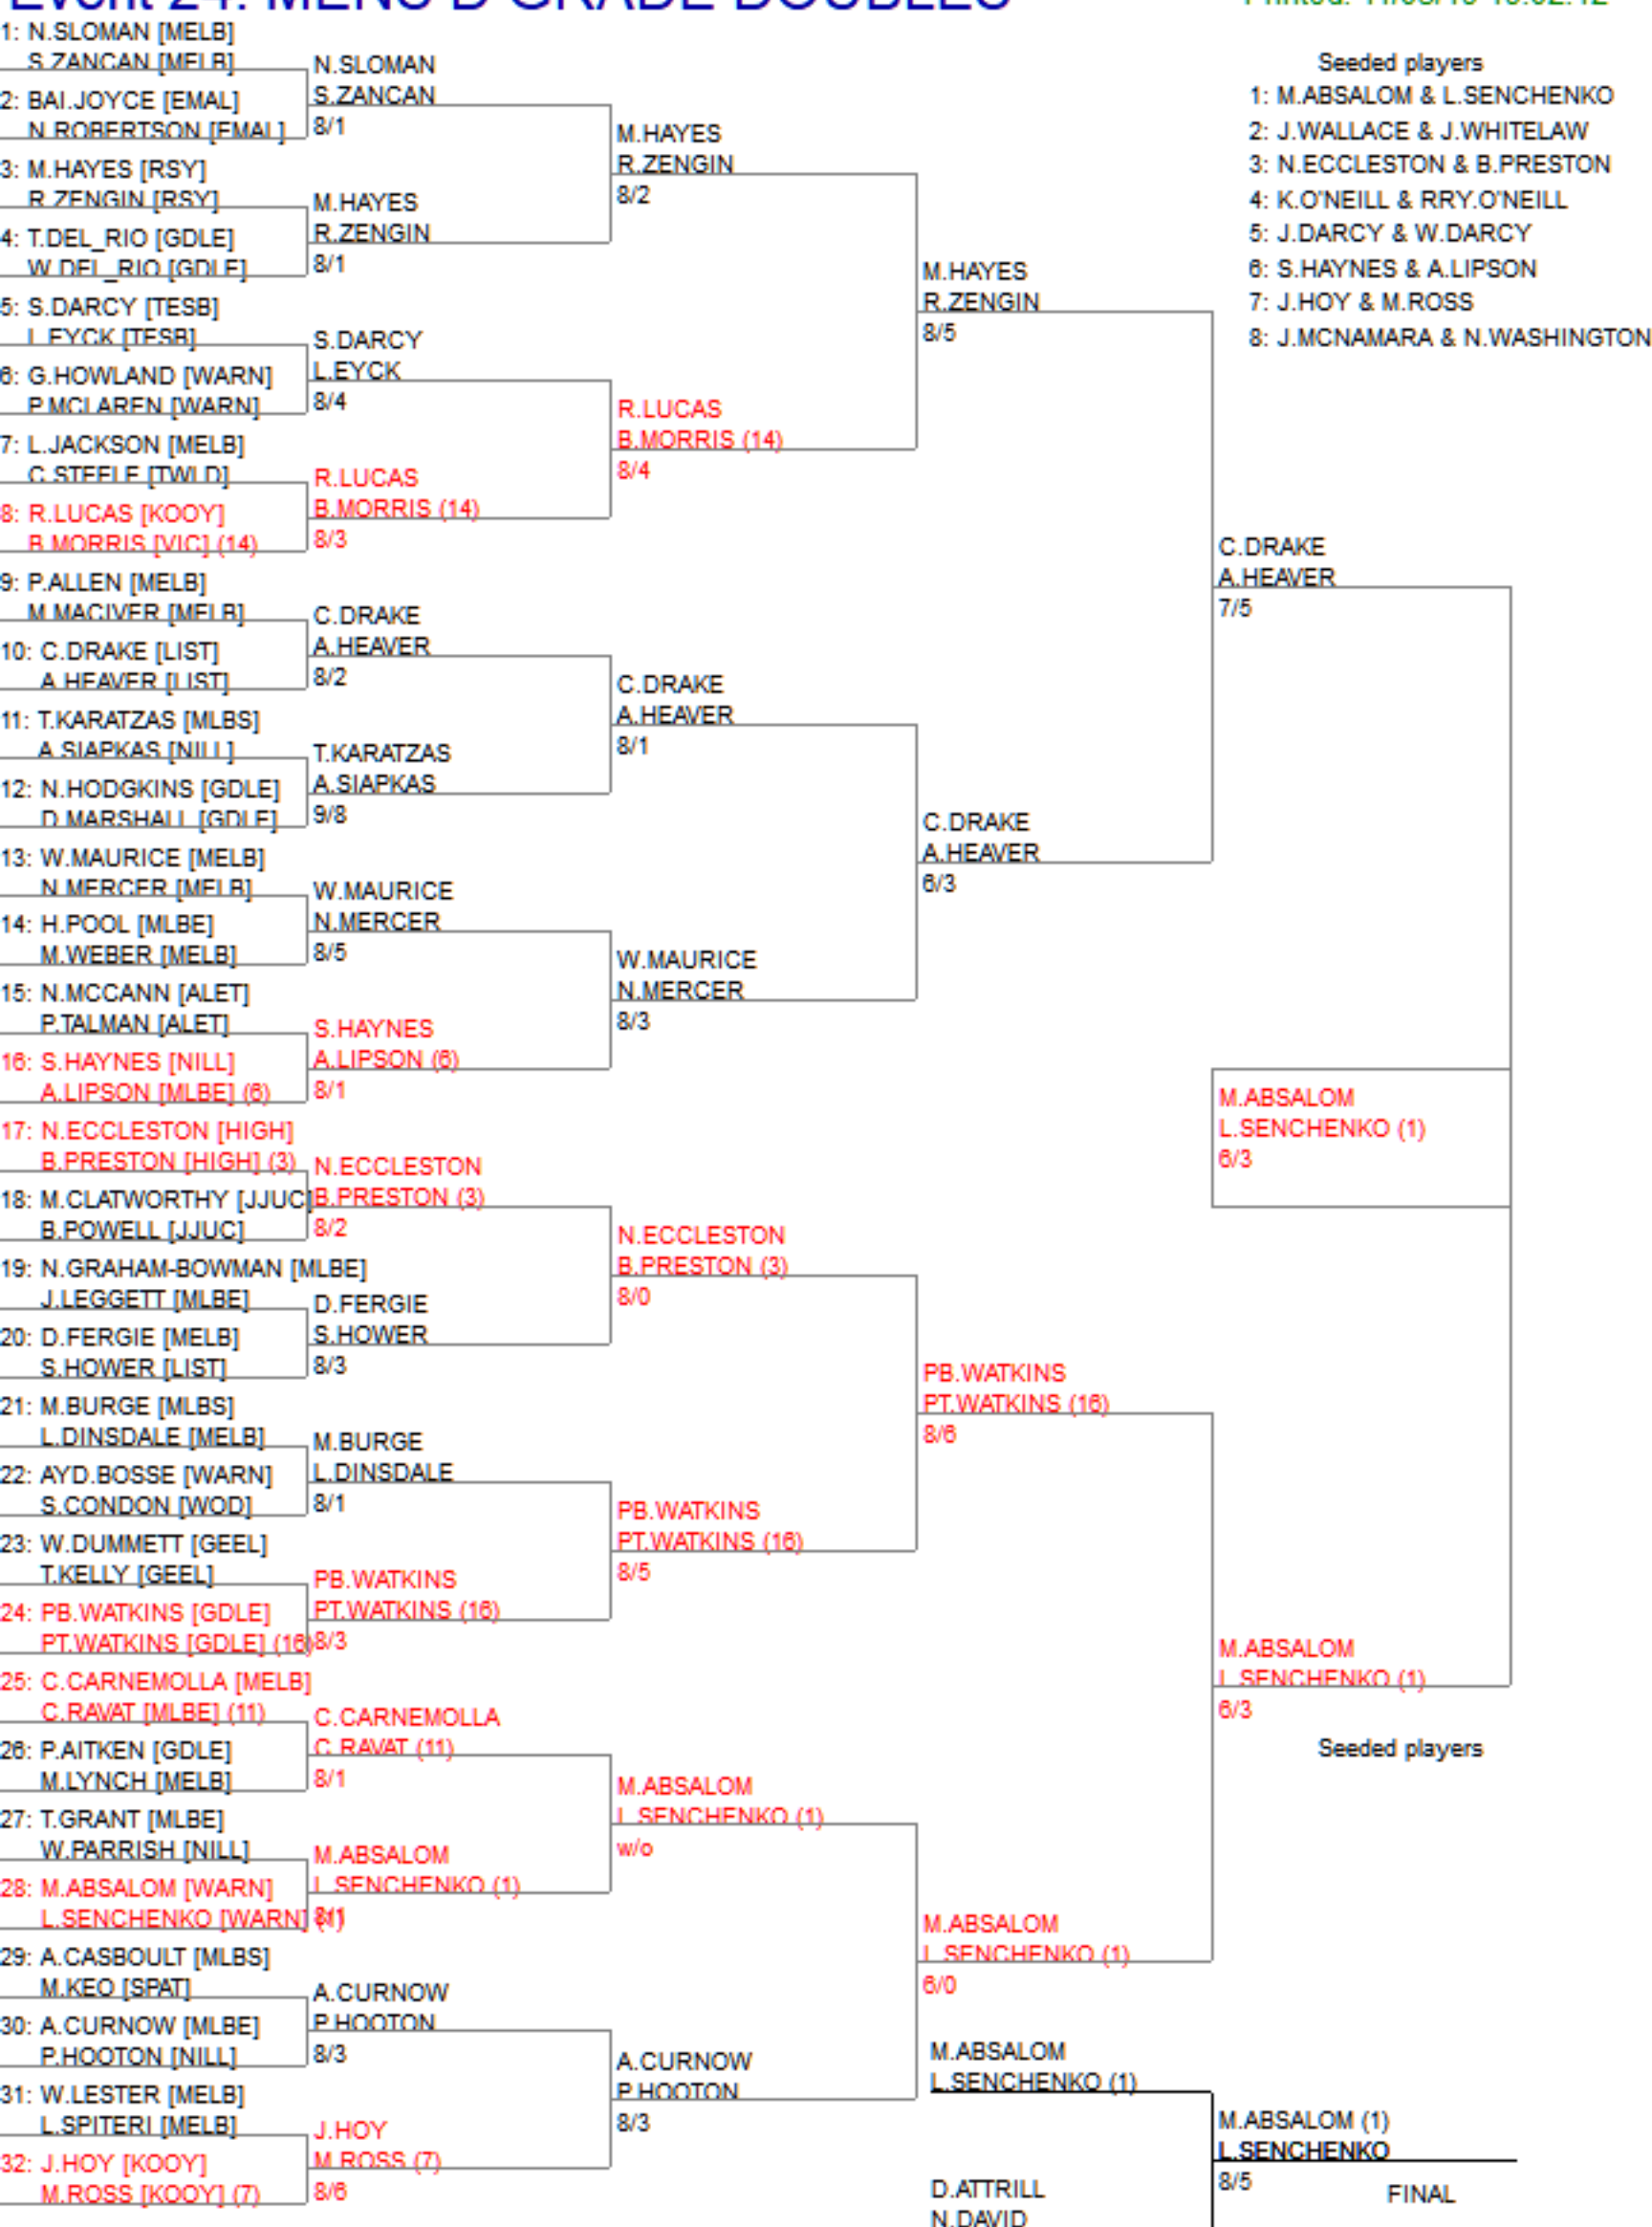 Event 24: MENS D GRADE DOUBLES
1: N.SLOMAN [MELB]
S.ZANCAN [MELB]
2: BAI.JOYCE [EMAL]
N.ROBERTSON [EMAL]
3: M.HAYES [RSY]
R.ZENGIN [RSY]
4: T.DEL_RIO [GDLE]
W.DEL_RIO [GDLE]
5: S.DARCY [TESB]
L.EYCK [TESB]
6: G.HOWLAND [WARN]
P.MCLAREN [WARN]
7: L.JACKSON [MELB]
C.STEELE [TWLD]
8: R.LUCAS [KOOY]
B.MORRIS [VIC] (14)
9: P.ALLEN [MELB]
M.MACIVER [MELB]
10: C.DRAKE [LIST]
A.HEAVER [LIST]
11: T.KARATZAS [MLBS]
A.SIAPKAS [NILL]
12: N.HODGKINS [GDLE]
D.MARSHALL [GDLE]
13: W.MAURICE [MELB]
N.MERCER [MELB]
14: H.POOL [MLBE]
M.WEBER [MELB]
15: N.MCCANN [ALET]
P.TALMAN [ALET]
16: S.HAYNES [NILL]
A.LIPSON [MLBE] (6)
17: N.ECCLESTON [HIGH]
B.PRESTON [HIGH] (3)
18: M.CLATWORTHY [JJUC]
B.POWELL [JJUC]
19: N.GRAHAM-BOWMAN [MLBE]
J.LEGGETT [MLBE]
20: D.FERGIE [MELB]
S.HOWER [LIST]
21: M.BURGE [MLBS]
L.DINSDALE [MELB]
22: AYD.BOSSE [WARN]
S.CONDON [WOD]
23: W.DUMMETT [GEEL]
T.KELLY [GEEL]
24: PB.WATKINS [GDLE]
PT.WATKINS [GDLE] (16)
25: C.CARNEMOLLA [MELB]
C.RAVAT [MLBE] (11)
26: P.AITKEN [GDLE]
M.LYNCH [MELB]
27: T.GRANT [MLBE]
W.PARRISH [NILL]
28: M.ABSALOM [WARN]
L.SENCHENKO [WARN] (1)
29: A.CASBOULT [MLBS]
M.KEO [SPAT]
30: A.CURNOW [MLBE]
P.HOOTON [NILL]
31: W.LESTER [MELB]
L.SPITERI [MELB]
32: J.HOY [KOOY]
M.ROSS [KOOY] (7)
N.SLOMAN
S.ZANCAN
8/1
M.HAYES
R.ZENGIN
8/1
S.DARCY
L.EYCK
8/4
R.LUCAS
B.MORRIS (14)
8/3
C.DRAKE
A.HEAVER
8/2
T.KARATZAS
A.SIAPKAS
9/8
W.MAURICE
N.MERCER
8/5
S.HAYNES
A.LIPSON (6)
8/1
N.ECCLESTON
B.PRESTON (3)
8/2
D.FERGIE
S.HOWER
8/3
M.BURGE
L.DINSDALE
8/1
PB.WATKINS
PT.WATKINS (16)
8/3
C.CARNEMOLLA
C.RAVAT (11)
8/1
M.ABSALOM
L.SENCHENKO (1)
A.CURNOW
P.HOOTON
8/3
J.HOY
M.ROSS (7)
8/6
M.HAYES
R.ZENGIN
8/2
R.LUCAS
B.MORRIS (14)
8/4
C.DRAKE
A.HEAVER
8/1
W.MAURICE
N.MERCER
8/3
N.ECCLESTON
B.PRESTON (3)
8/0
PB.WATKINS
PT.WATKINS (16)
8/5
M.ABSALOM
L.SENCHENKO (1)
w/o
A.CURNOW
P.HOOTON
8/3
M.HAYES
R.ZENGIN
8/5
C.DRAKE
A.HEAVER
6/3
PB.WATKINS
PT.WATKINS (16)
8/6
M.ABSALOM
L.SENCHENKO (1)
6/0
C.DRAKE
A.HEAVER
7/5
M.ABSALOM
L.SENCHENKO (1)
6/3
M.ABSALOM
L.SENCHENKO (1)
6/3
Seeded players
1: M.ABSALOM & L.SENCHENKO
2: J.WALLACE & J.WHITELAW
3: N.ECCLESTON & B.PRESTON
4: K.O'NEILL & RRY.O'NEILL
5: J.DARCY & W.DARCY
6: S.HAYNES & A.LIPSON
7: J.HOY & M.ROSS
8: J.MCNAMARA & N.WASHINGTON
Seeded players
M.ABSALOM
L.SENCHENKO (1)
D.ATTRILL
N.DAVID
M.ABSALOM (1)
L.SENCHENKO
8/5
FINAL